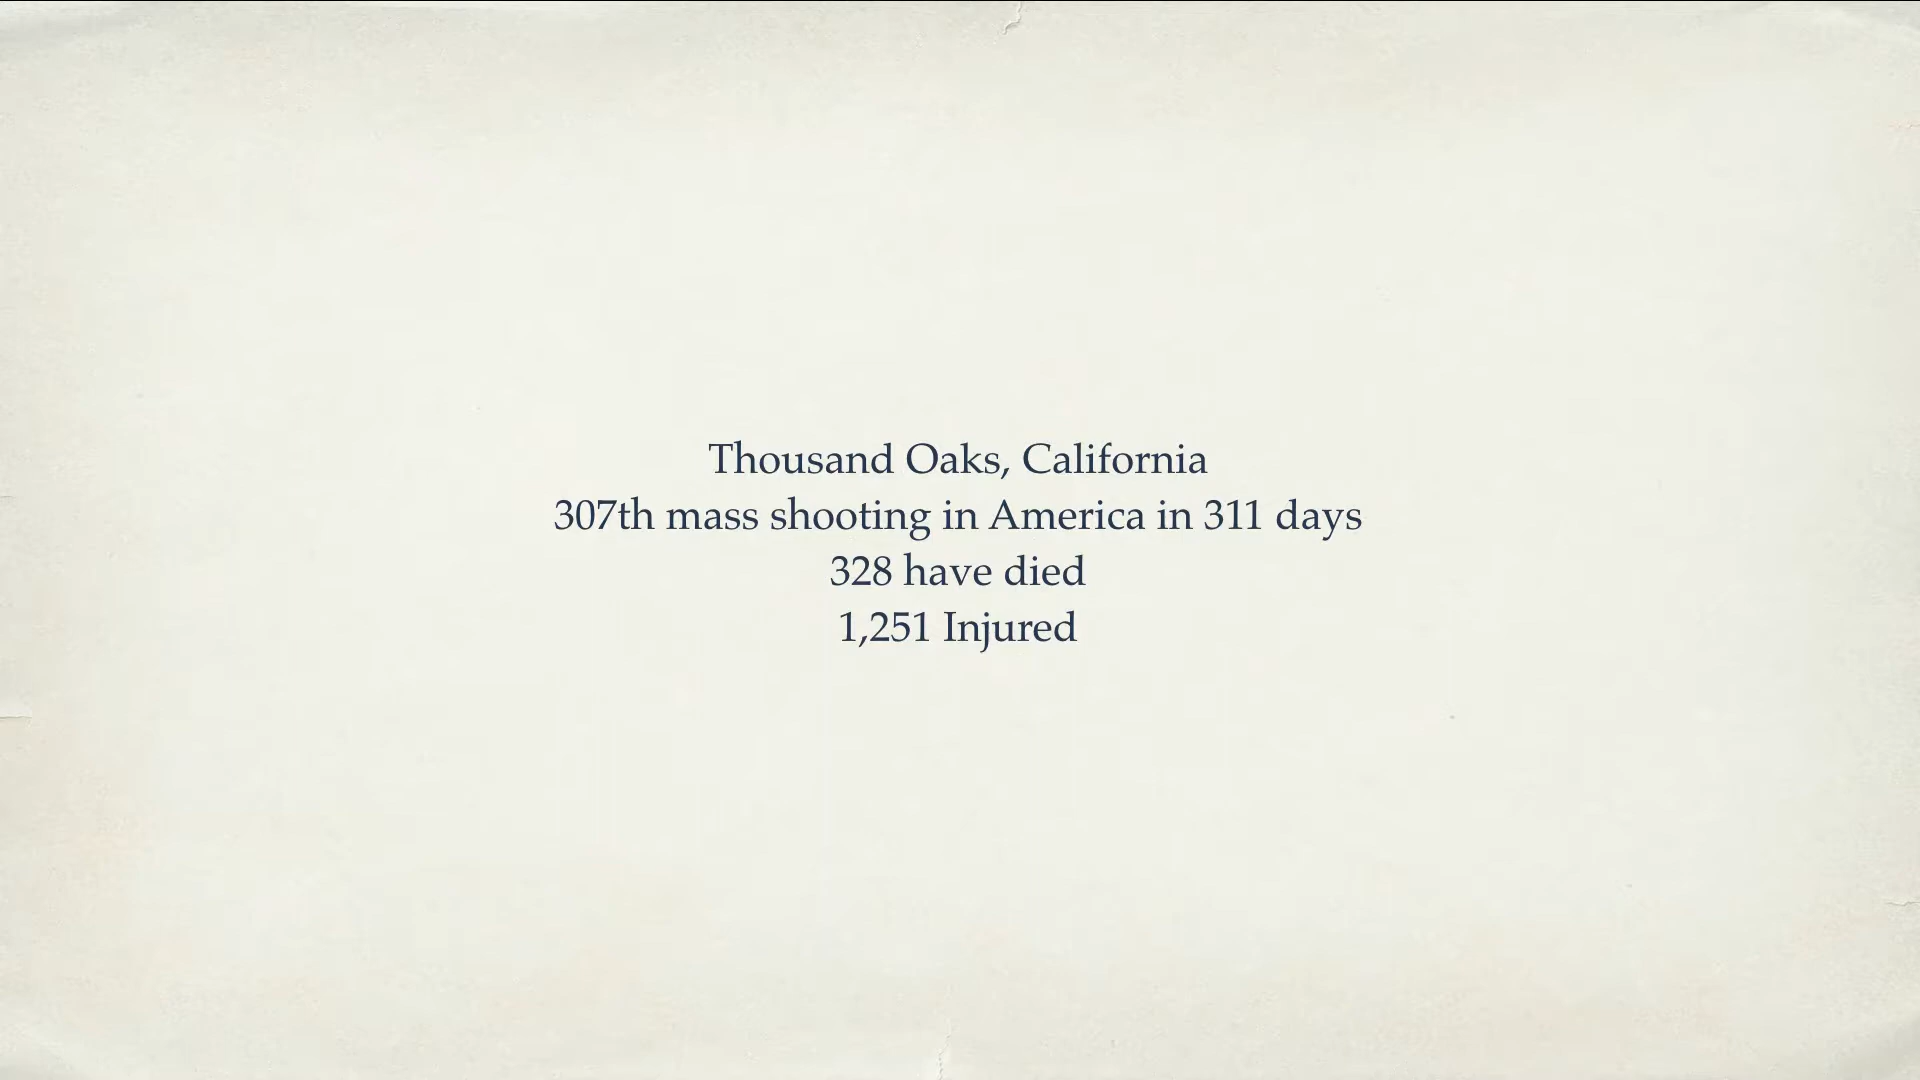 Thousand Oaks, California
307th mass shooting in America in 311 days
328 have died
1,251 Injured